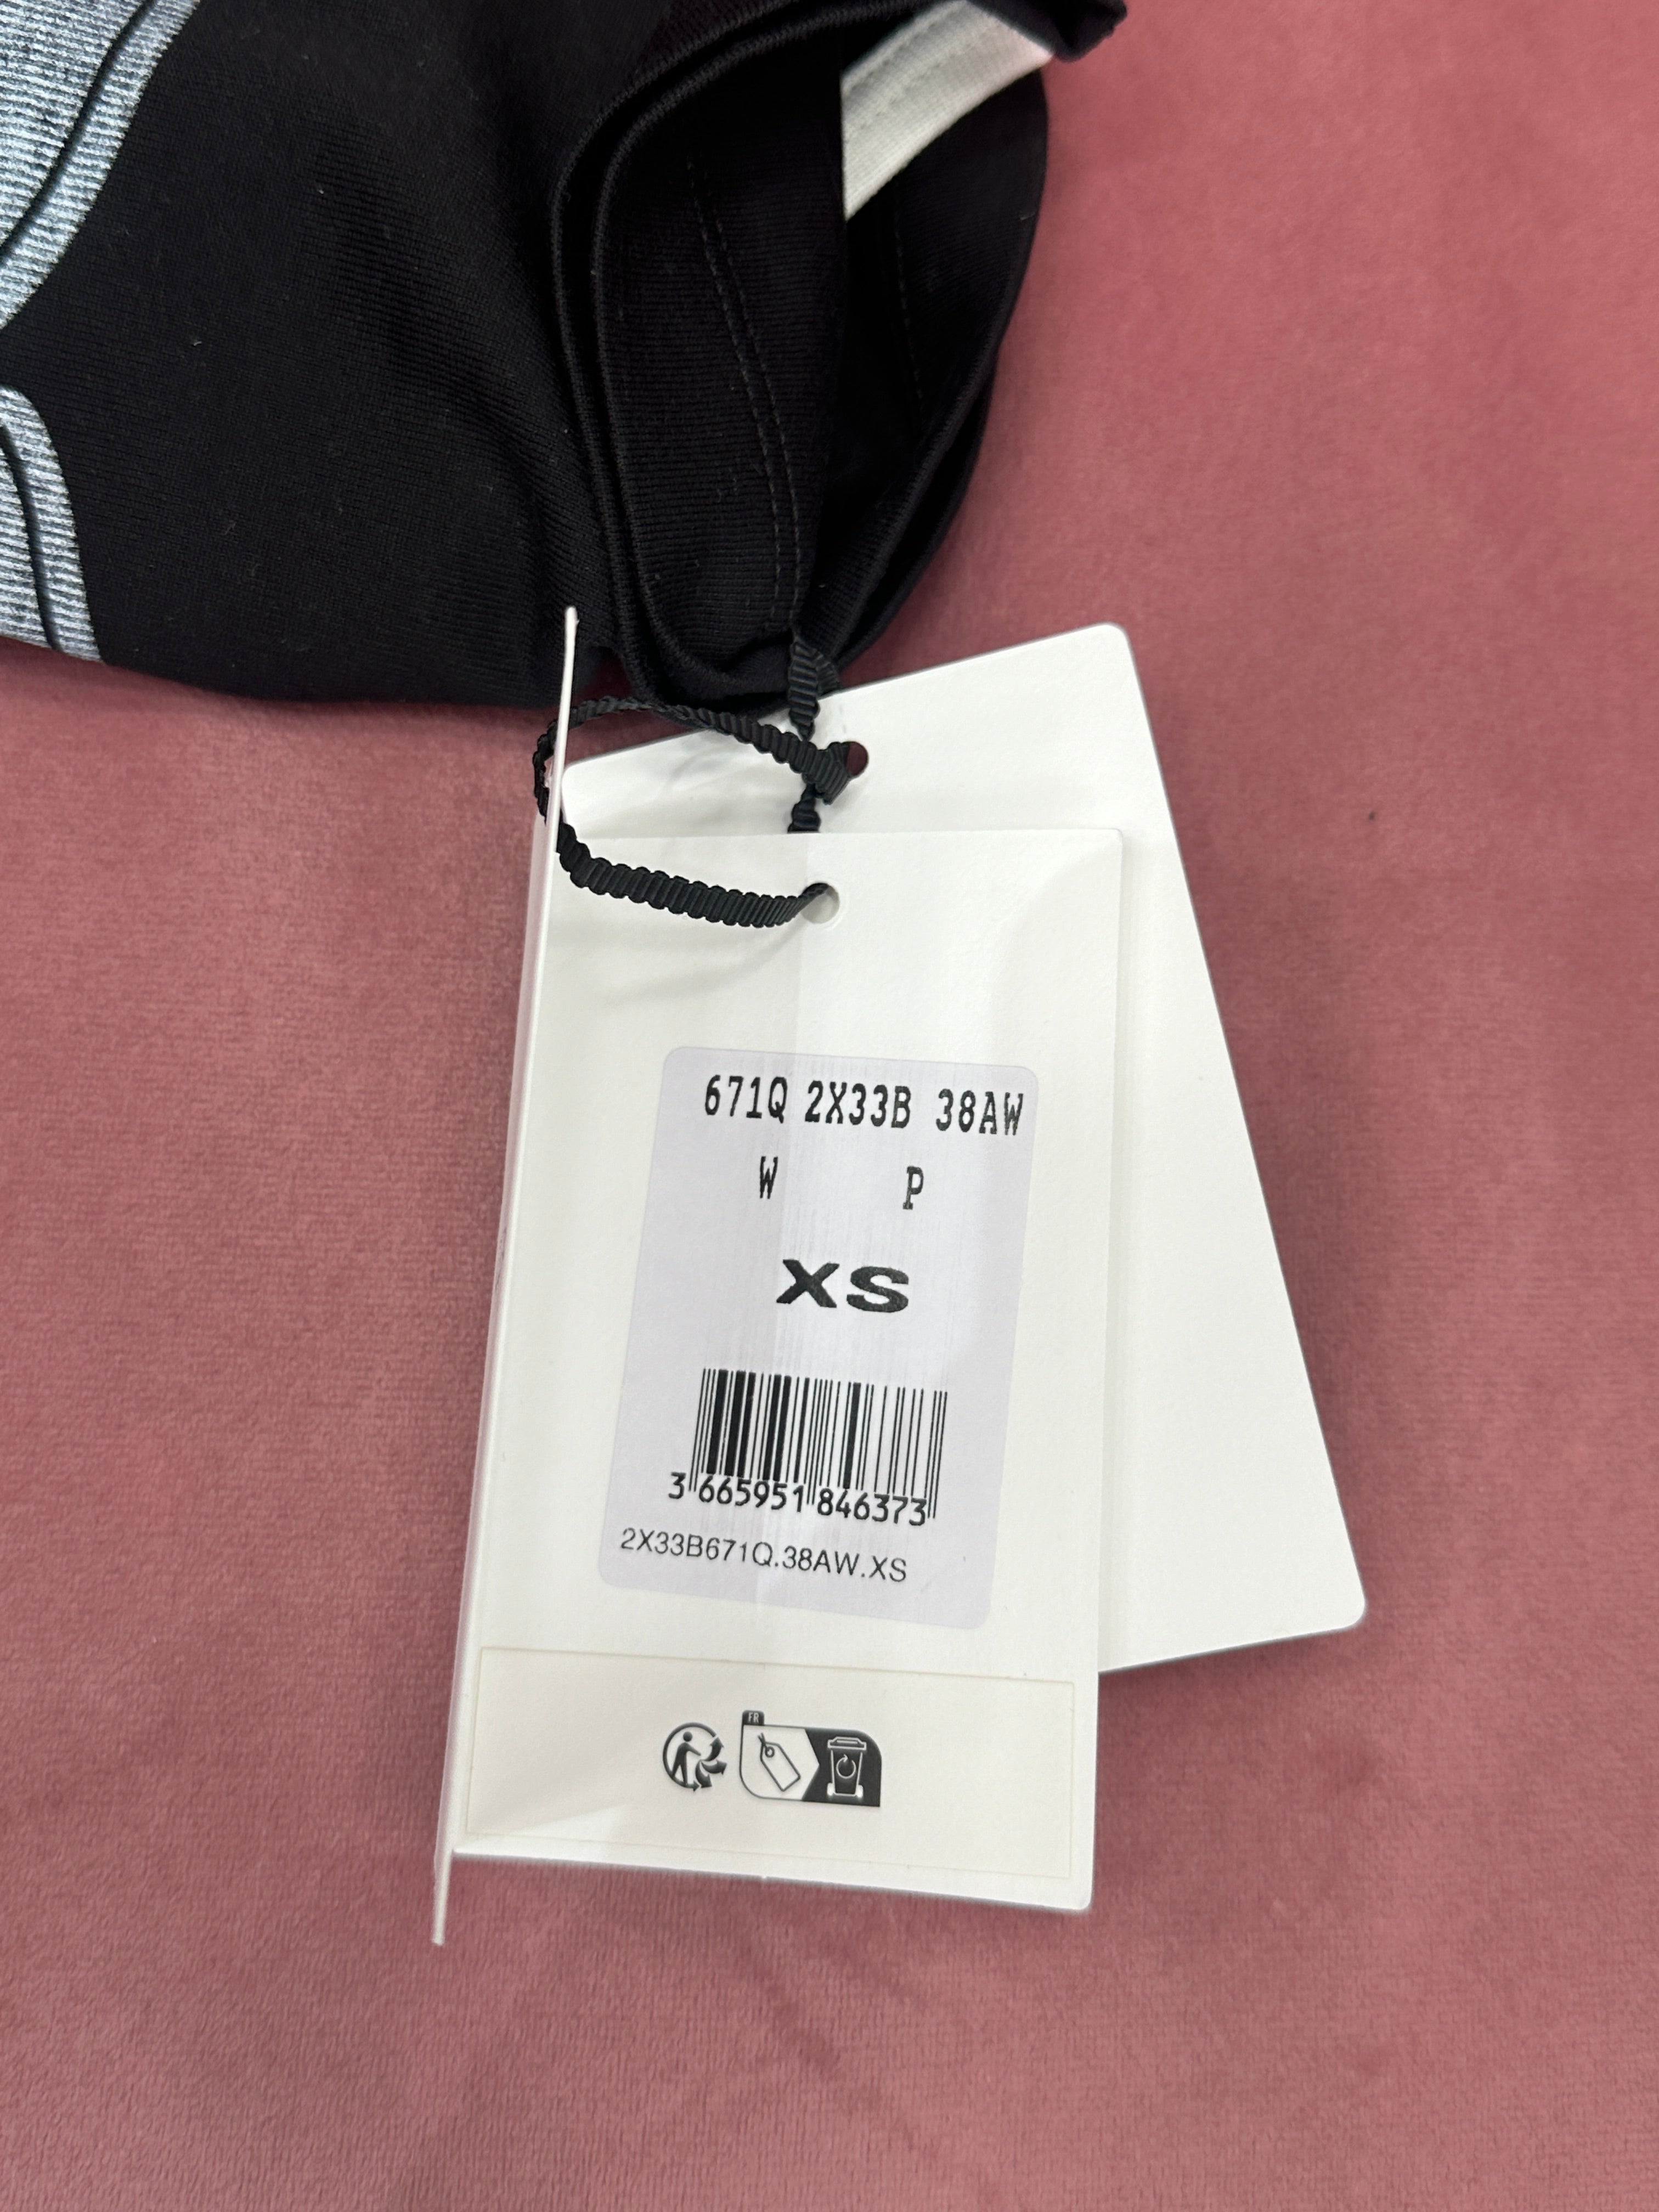 671Q 2X33B 38AW
W P
XS
3 665951 846373
2X33B671Q.38AW.XS
FR